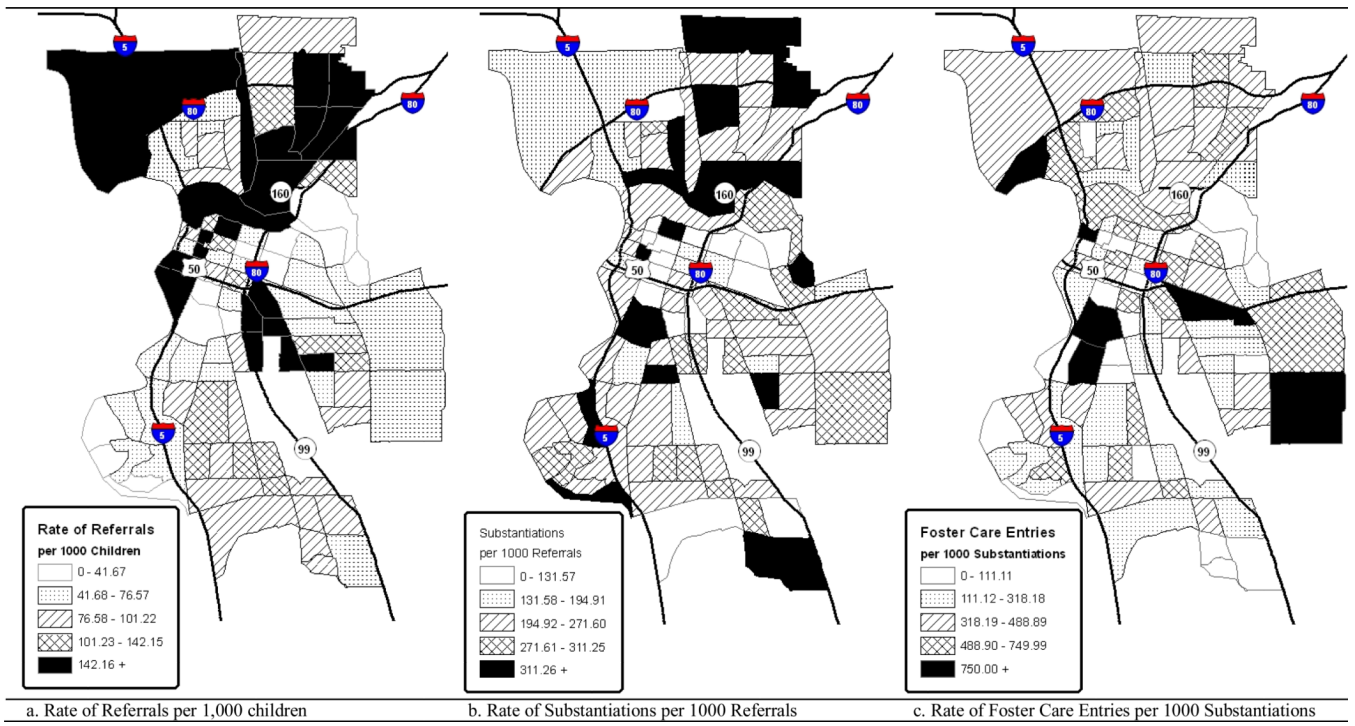 5
80
80
160
50
80
5
99
Rate of Referrals
per 1000 Children
0 - 41.67
41.68 - 76.57
76.58 - 101.22
101.23 - 142.15
142.16 +
5
80
80
160
50
80
5
99
Substantiations
per 1000 Referrals
0 - 131.57
131.58 - 194.91
194.92 - 271.60
271.61 - 311.25
311.26 +
5
80
80
160
50
80
5
99
Foster Care Entries
per 1000 Substantiations
0 - 111.11
111.12 - 318.18
318.19 - 488.89
488.90 - 749.99
750.00 +
a. Rate of Referrals per 1,000 children
b. Rate of Substantiations per 1000 Referrals
c. Rate of Foster Care Entries per 1000 Substantiations